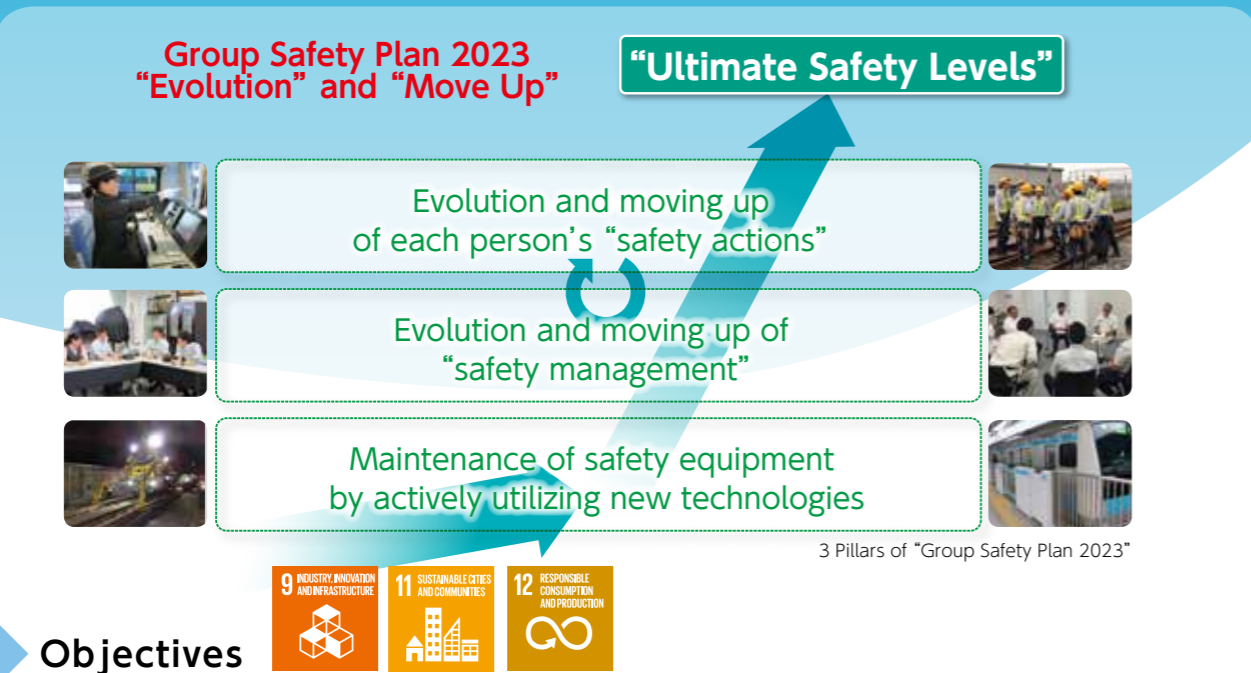 Group Safety Plan 2023
“Evolution” and “Move Up”
“Ultimate Safety Levels”
Evolution and moving up
of each person’s “safety actions”
Evolution and moving up of
“safety management”
Maintenance of safety equipment
by actively utilizing new technologies
3 Pillars of “Group Safety Plan 2023”
9 INDUSTRY, INNOVATION
AND INFRASTRUCTURE
11 SUSTAINABLE CITIES
AND COMMUNITIES
12 RESPONSIBLE
CONSUMPTION
AND PRODUCTION
Objectives